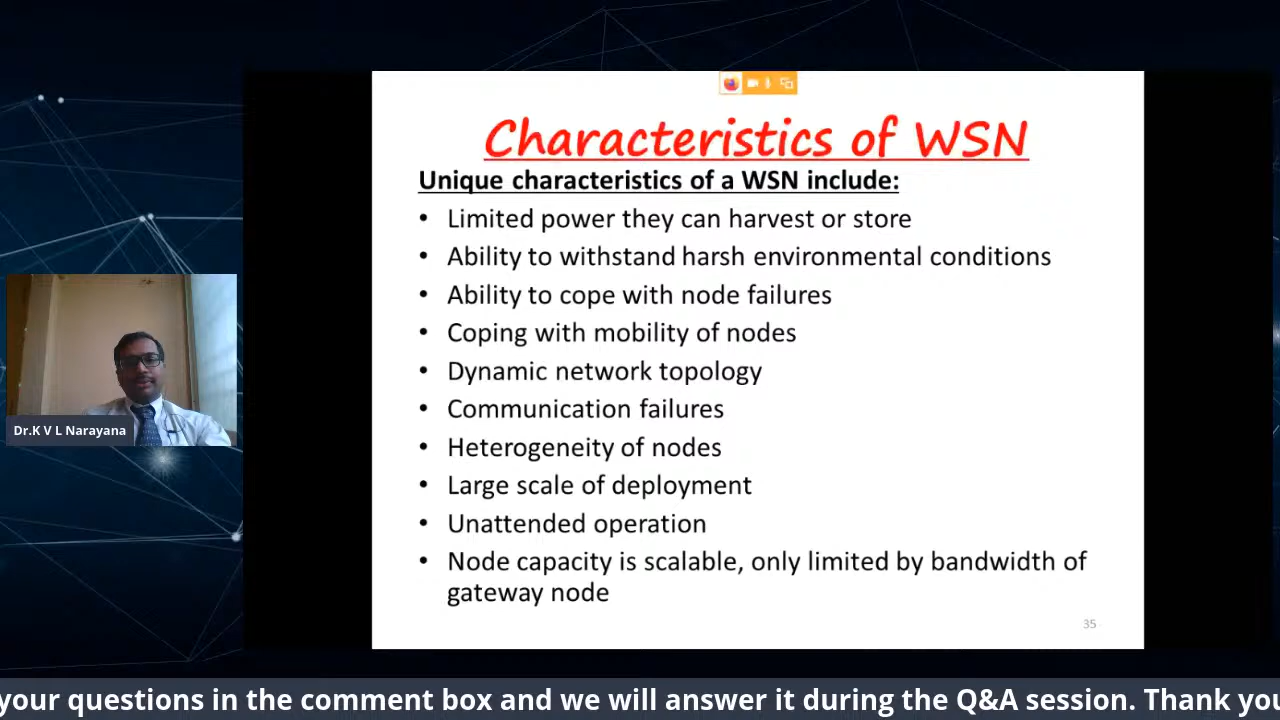 Characteristics of WSN
Unique characteristics of a WSN include:
• Limited power they can harvest or store
• Ability to withstand harsh environmental conditions
• Ability to cope with node failures
• Coping with mobility of nodes
• Dynamic network topology
• Communication failures
• Heterogeneity of nodes
• Large scale of deployment
• Unattended operation
• Node capacity is scalable, only limited by bandwidth of
gateway node
35
Dr.K V L Narayana
your questions in the comment box and we will answer it during the Q&A session. Thank you